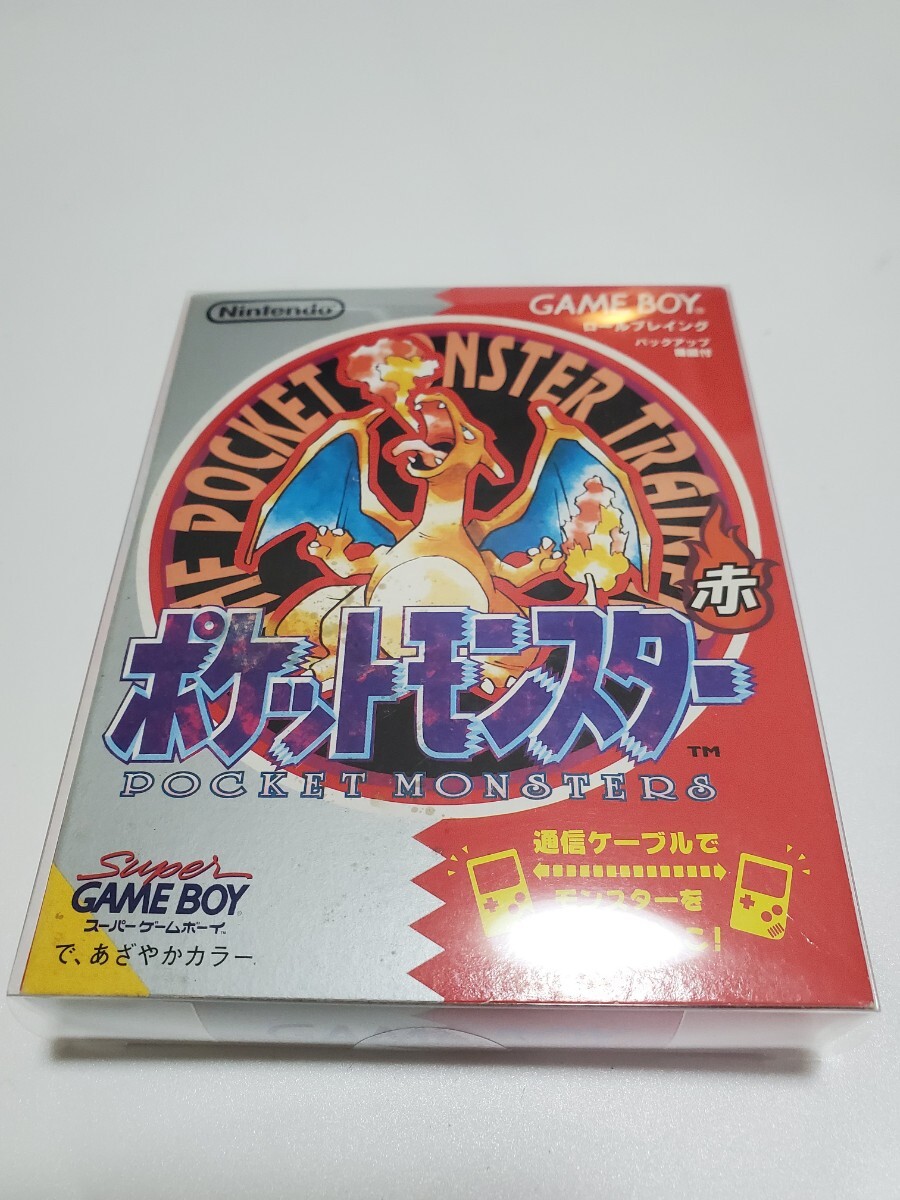 Nintendo
GAME BOY
ロールプレイング
バックアップ
機能付
POCKET MONSTER
赤
ポケットモンスター
TM
POCKET MONSTERS
通信ケーブルで
モンスターを
!
Super
GAME BOY
スーパーゲームボーイ
TM
で、あざやかカラー